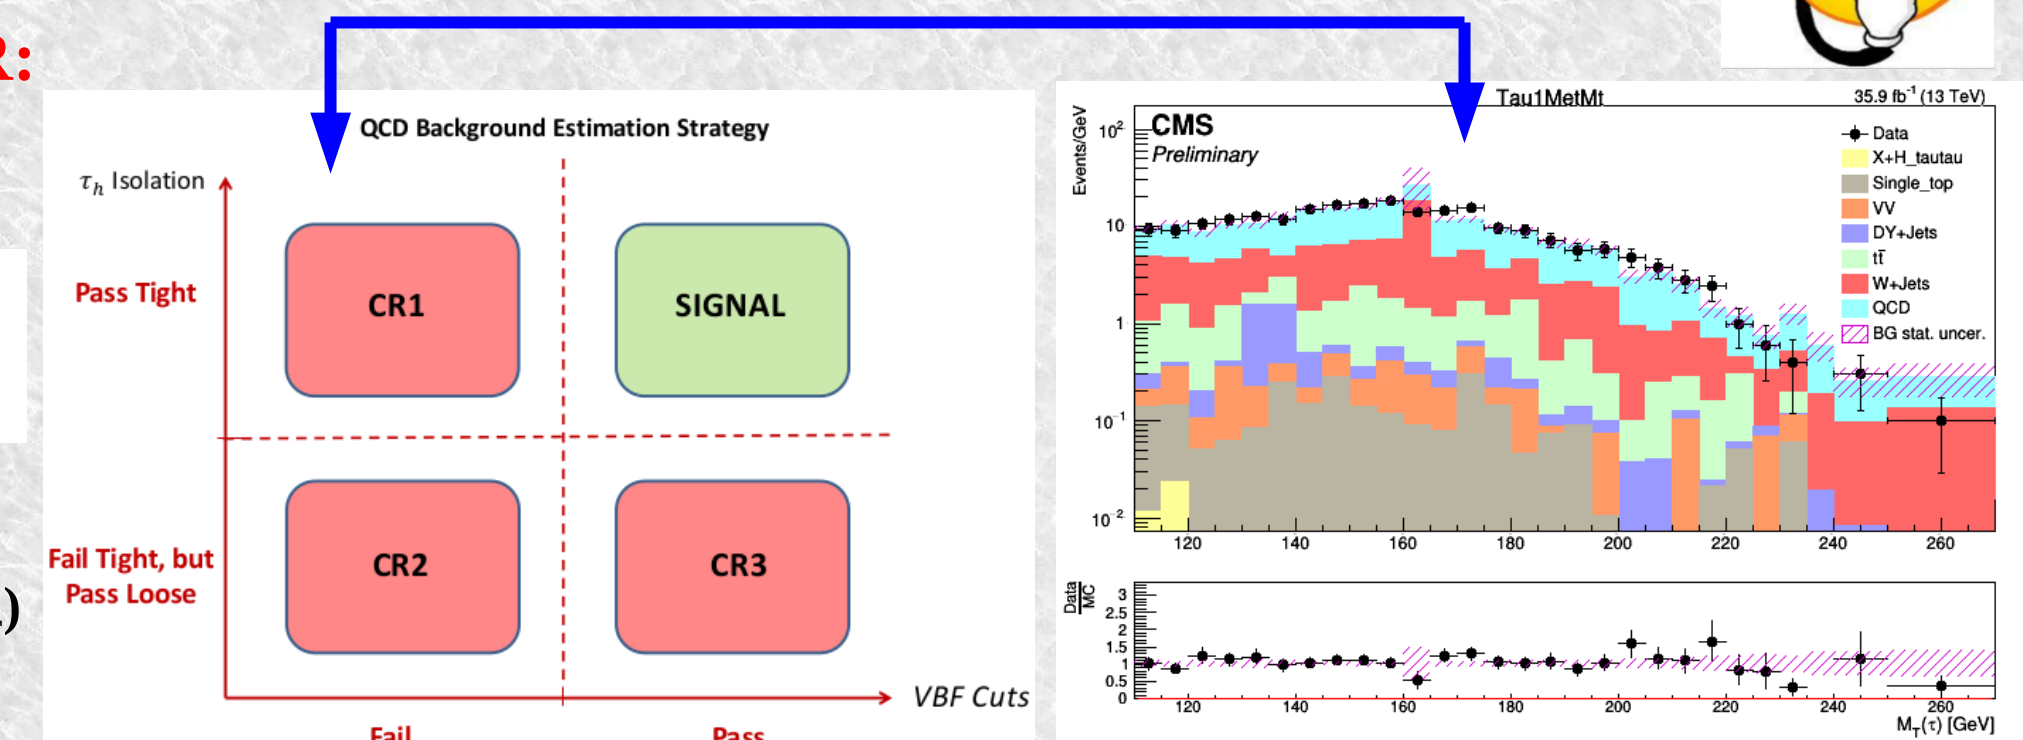 R:
QCD Background Estimation Strategy
τh Isolation
Pass Tight
CR1
SIGNAL
Fail Tight, but
Pass Loose
CR2
CR3
)
VBF Cuts
Fail
Pass
Tau1MetMt
35.9 fb-1 (13 TeV)
CMS
Preliminary
Events/GeV
10²
10
1
10-1
10-2
Data
X+H_tautau
Single_top
VV
DY+Jets
tt̄
W+Jets
QCD
BG stat. uncer.
120 140 160 180 200 220 240 260
Data
MC
3
2.5
2
1.5
1
0.5
0
120 140 160 180 200 220 240 260
MT(τ) [GeV]